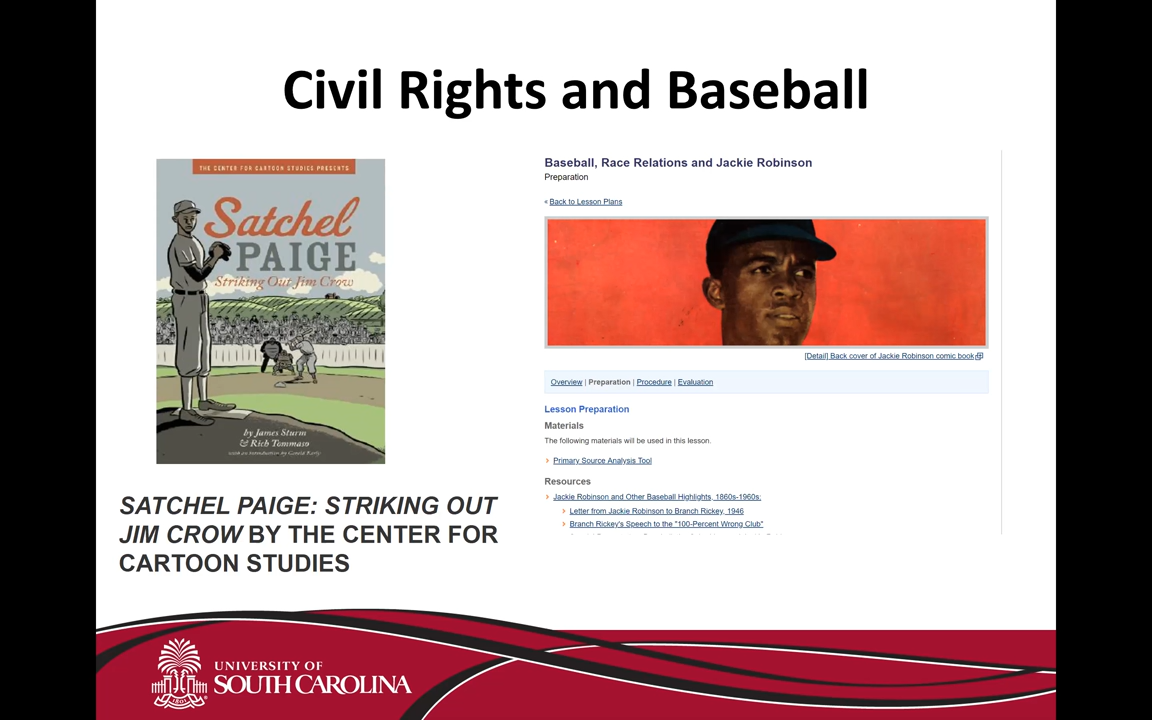 Civil Rights and Baseball
THE CENTER FOR CARTOON STUDIES PRESENTS
Satchel
PAIGE
Striking Out Jim Crow
by James Sturm
& Rich Tommaso
with an introduction by Gerald Early
SATCHEL PAIGE: STRIKING OUT
JIM CROW BY THE CENTER FOR
CARTOON STUDIES
Baseball, Race Relations and Jackie Robinson
Preparation
< Back to Lesson Plans
[Detail] Back cover of Jackie Robinson comic book
Overview | Preparation | Procedure | Evaluation
Lesson Preparation
Materials
The following materials will be used in this lesson.
Primary Source Analysis Tool
Resources
Jackie Robinson and Other Baseball Highlights, 1860s-1960s:
Letter from Jackie Robinson to Branch Rickey, 1946
Branch Rickey's Speech to the "100-Percent Wrong Club"
UNIVERSITY OF
SOUTH CAROLINA